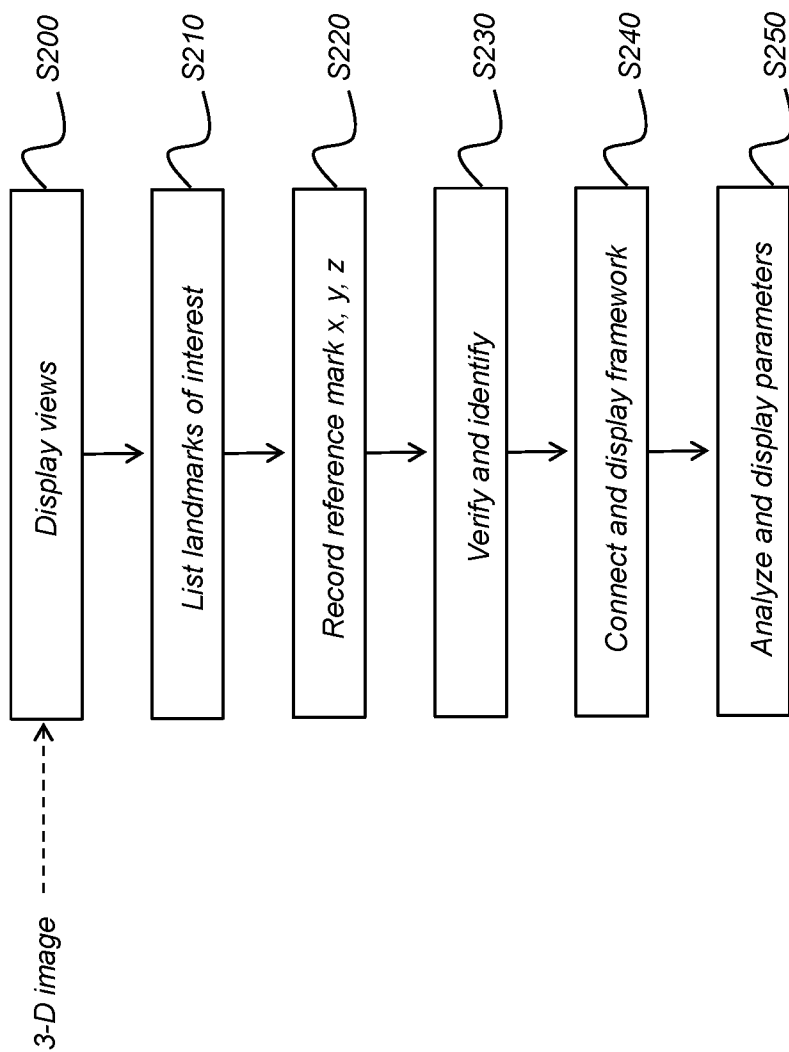 3-D image
Display views
S200
List landmarks of interest
S210
Record reference mark x, y, z
S220
Verify and identify
S230
Connect and display framework
S240
Analyze and display parameters
S250